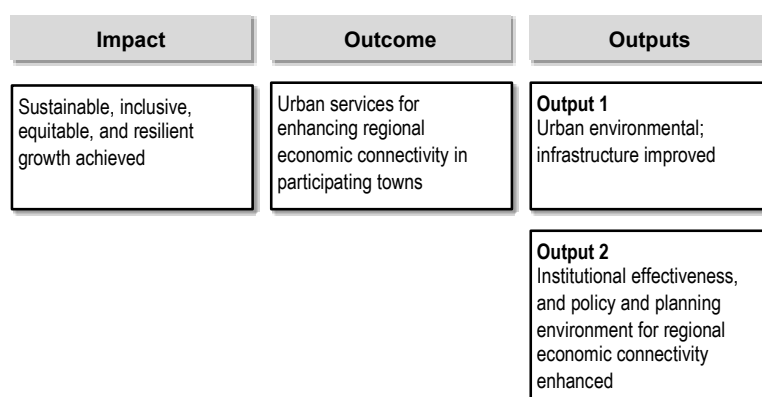 Impact
Outcome
Outputs
Sustainable, inclusive,
equitable, and resilient
growth achieved
Urban services for
enhancing regional
economic connectivity in
participating towns
Output 1
Urban environmental;
infrastructure improved
Output 2
Institutional effectiveness,
and policy and planning
environment for regional
economic connectivity
enhanced